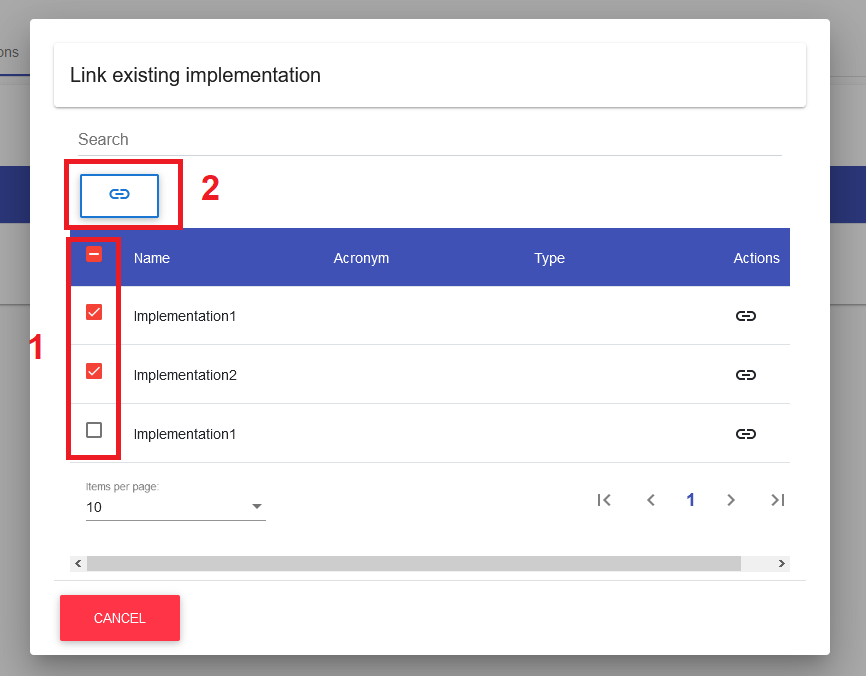 ons
Link existing implementation
Search
2
Name Acronym Type Actions
Implementation1
1
Implementation2
Implementation1
Items per page:
10
1
CANCEL